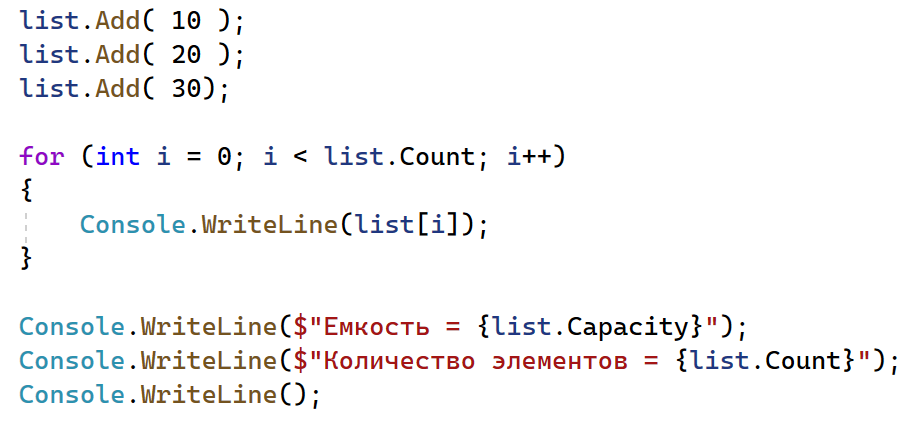 list.Add( 10 );
list.Add( 20 );
list.Add( 30);
for (int i = 0; i < list.Count; i++)
{
    Console.WriteLine(list[i]);
}
Console.WriteLine($"Емкость = {list.Capacity}");
Console.WriteLine($"Количество элементов = {list.Count}");
Console.WriteLine();